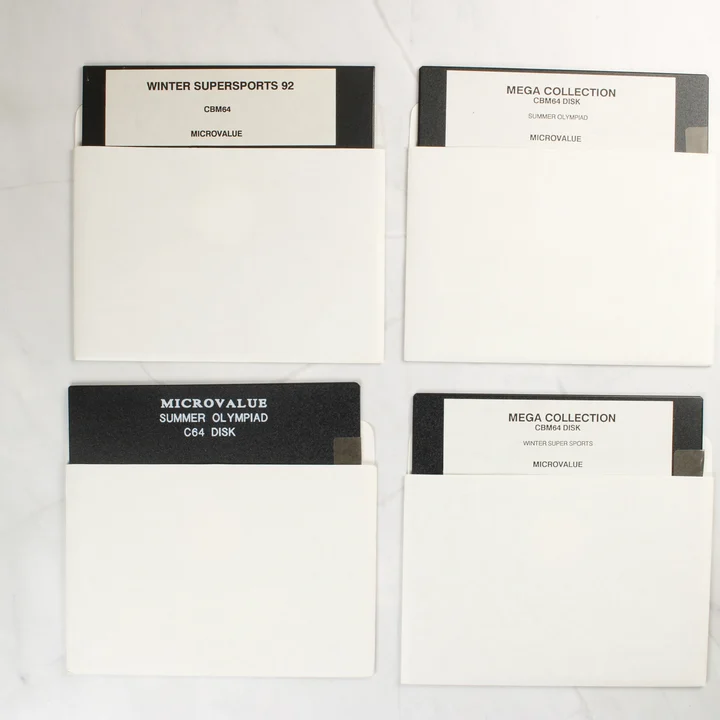 WINTER SUPERSPORTS 92
CBM64
MICROVALUE
MEGA COLLECTION
CBM64 DISK
SUMMER OLYMPIAD
MICROVALUE
MICROVALUE
SUMMER OLYMPIAD
C64 DISK
MEGA COLLECTION
CBM64 DISK
WINTER SUPER SPORTS
MICROVALUE